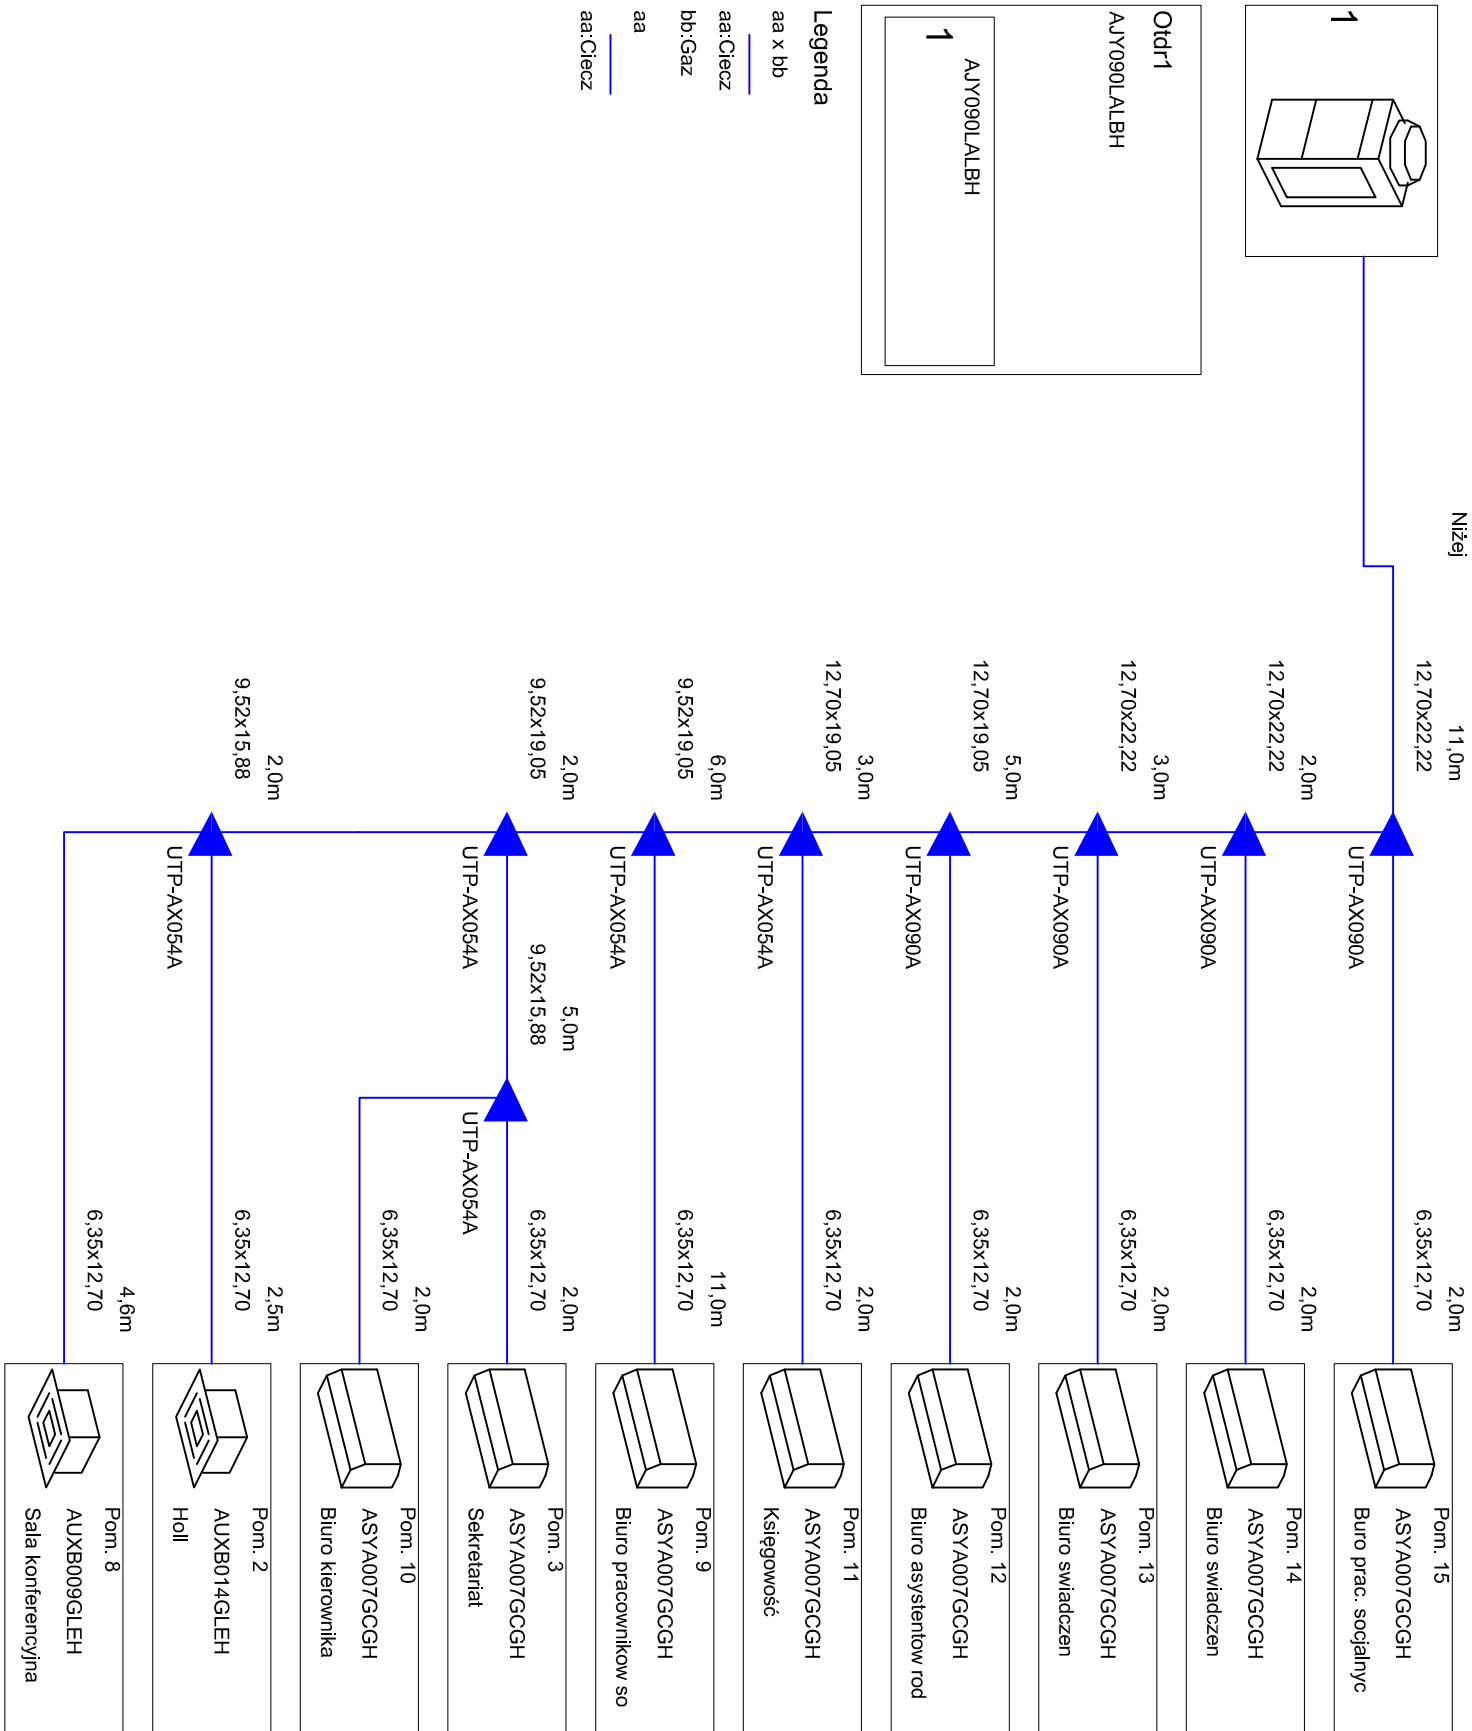 1
Niżej
11,0m
12,70x22,22
UTP-AX090A
2,0m
6,35x12,70
Pom. 15
ASYA007GCGH
Buro prac. socjalnyc
2,0m
12,70x22,22
UTP-AX090A
2,0m
6,35x12,70
Pom. 14
ASYA007GCGH
Biuro swiadczen
3,0m
12,70x22,22
UTP-AX090A
2,0m
6,35x12,70
Pom. 13
ASYA007GCGH
Biuro swiadczen
5,0m
12,70x19,05
UTP-AX090A
2,0m
6,35x12,70
Pom. 12
ASYA007GCGH
Biuro asystentow rod
3,0m
12,70x19,05
UTP-AX054A
2,0m
6,35x12,70
Pom. 11
ASYA007GCGH
Księgowość
6,0m
9,52x19,05
UTP-AX054A
11,0m
6,35x12,70
Pom. 9
ASYA007GCGH
Biuro pracownikow so
2,0m
9,52x19,05
UTP-AX054A
5,0m
9,52x15,88
UTP-AX054A
2,0m
6,35x12,70
Pom. 3
ASYA007GCGH
Sekretariat
2,0m
6,35x12,70
Pom. 10
ASYA007GCGH
Biuro kierownika
2,0m
9,52x15,88
UTP-AX054A
2,5m
6,35x12,70
Pom. 2
AUXB014GLEH
Holl
4,6m
6,35x12,70
Pom. 8
AUXB009GLEH
Sala konferencyjna
Otdr1
AJY090LALBH
AJY090LALBH
1
Legenda
aa x bb
aa:Ciecz
bb:Gaz
aa
aa:Ciecz